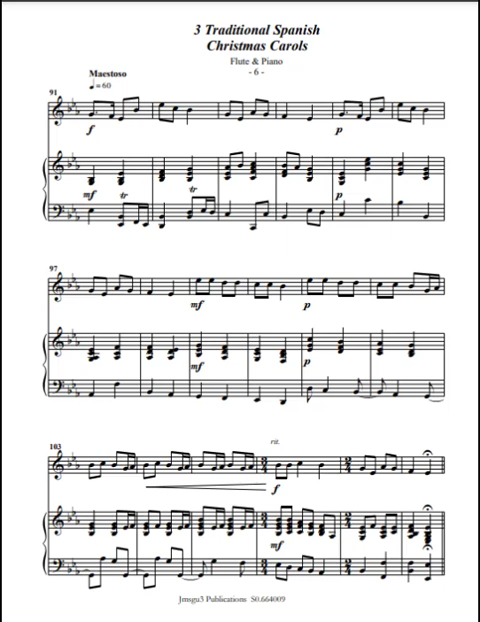 3 Traditional Spanish
Christmas Carols
Flute & Piano
- 6 -
Maestoso
♩ = 60
91
f
p
mf
tr
tr
p
97
mf
p
mf
p
103
rit.
f
mf
Jmsgu3 Publications S0.664009